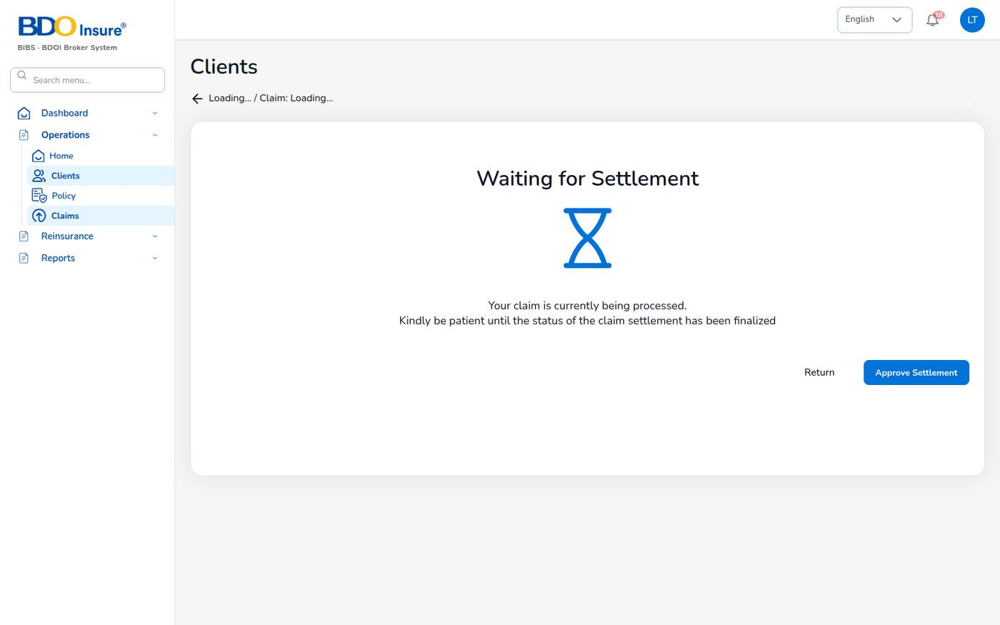 BDO Insure®
BIBS · BDOI Broker System
Search menu...
Dashboard
Operations
Home
Clients
Policy
Claims
Reinsurance
Reports
English
10
LT
Clients
Loading... / Claim: Loading...
Waiting for Settlement
Your claim is currently being processed.
Kindly be patient until the status of the claim settlement has been finalized
Return
Approve Settlement